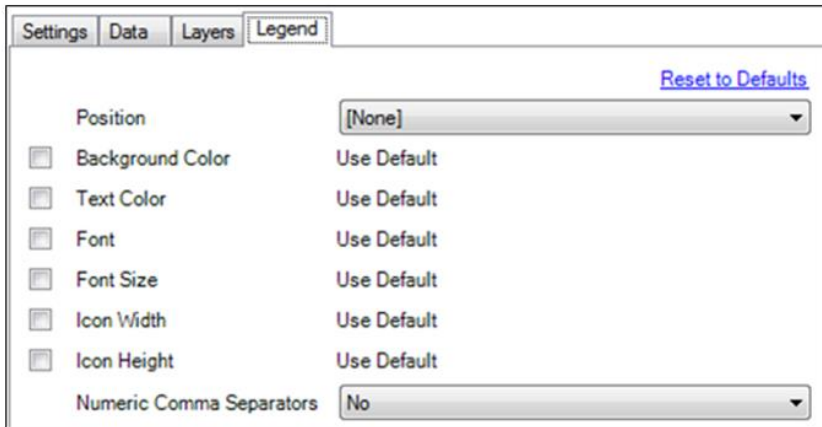 Settings Data Layers Legend
Reset to Defaults
Position [None]
Background Color Use Default
Text Color Use Default
Font Use Default
Font Size Use Default
Icon Width Use Default
Icon Height Use Default
Numeric Comma Separators No